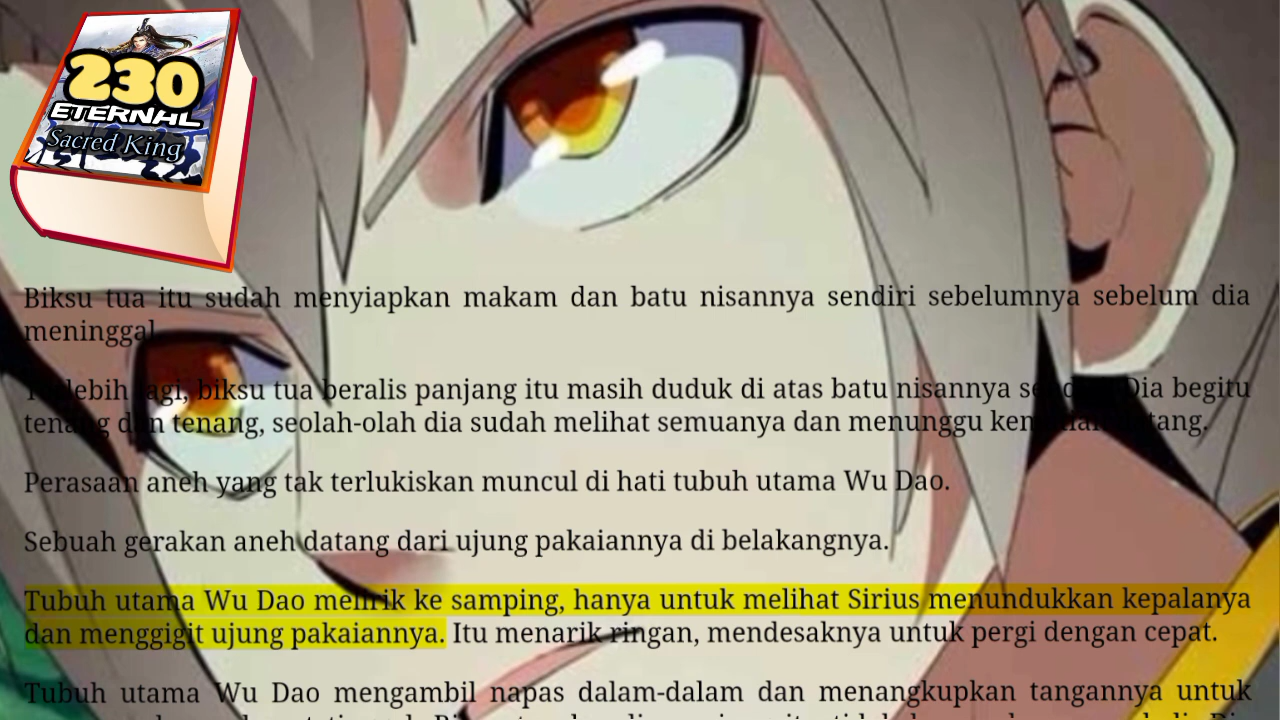 230
ETERNAL
Sacred King
Biksu tua itu sudah menyiapkan makam dan batu nisannya sendiri sebelumnya sebelum dia
meninggal.
Terlebih lagi, biksu tua beralis panjang itu masih duduk di atas batu nisannya sendiri. Dia begitu
tenang dan tenang, seolah-olah dia sudah melihat semuanya dan menunggu kematian datang.
Perasaan aneh yang tak terlukiskan muncul di hati tubuh utama Wu Dao.
Sebuah gerakan aneh datang dari ujung pakaiannya di belakangnya.
Tubuh utama Wu Dao melirik ke samping, hanya untuk melihat Sirius menundukkan kepalanya
dan menggigit ujung pakaiannya. Itu menarik ringan, mendesaknya untuk pergi dengan cepat.
Tubuh utama Wu Dao mengambil napas dalam-dalam dan menangkupkan tangannya untuk